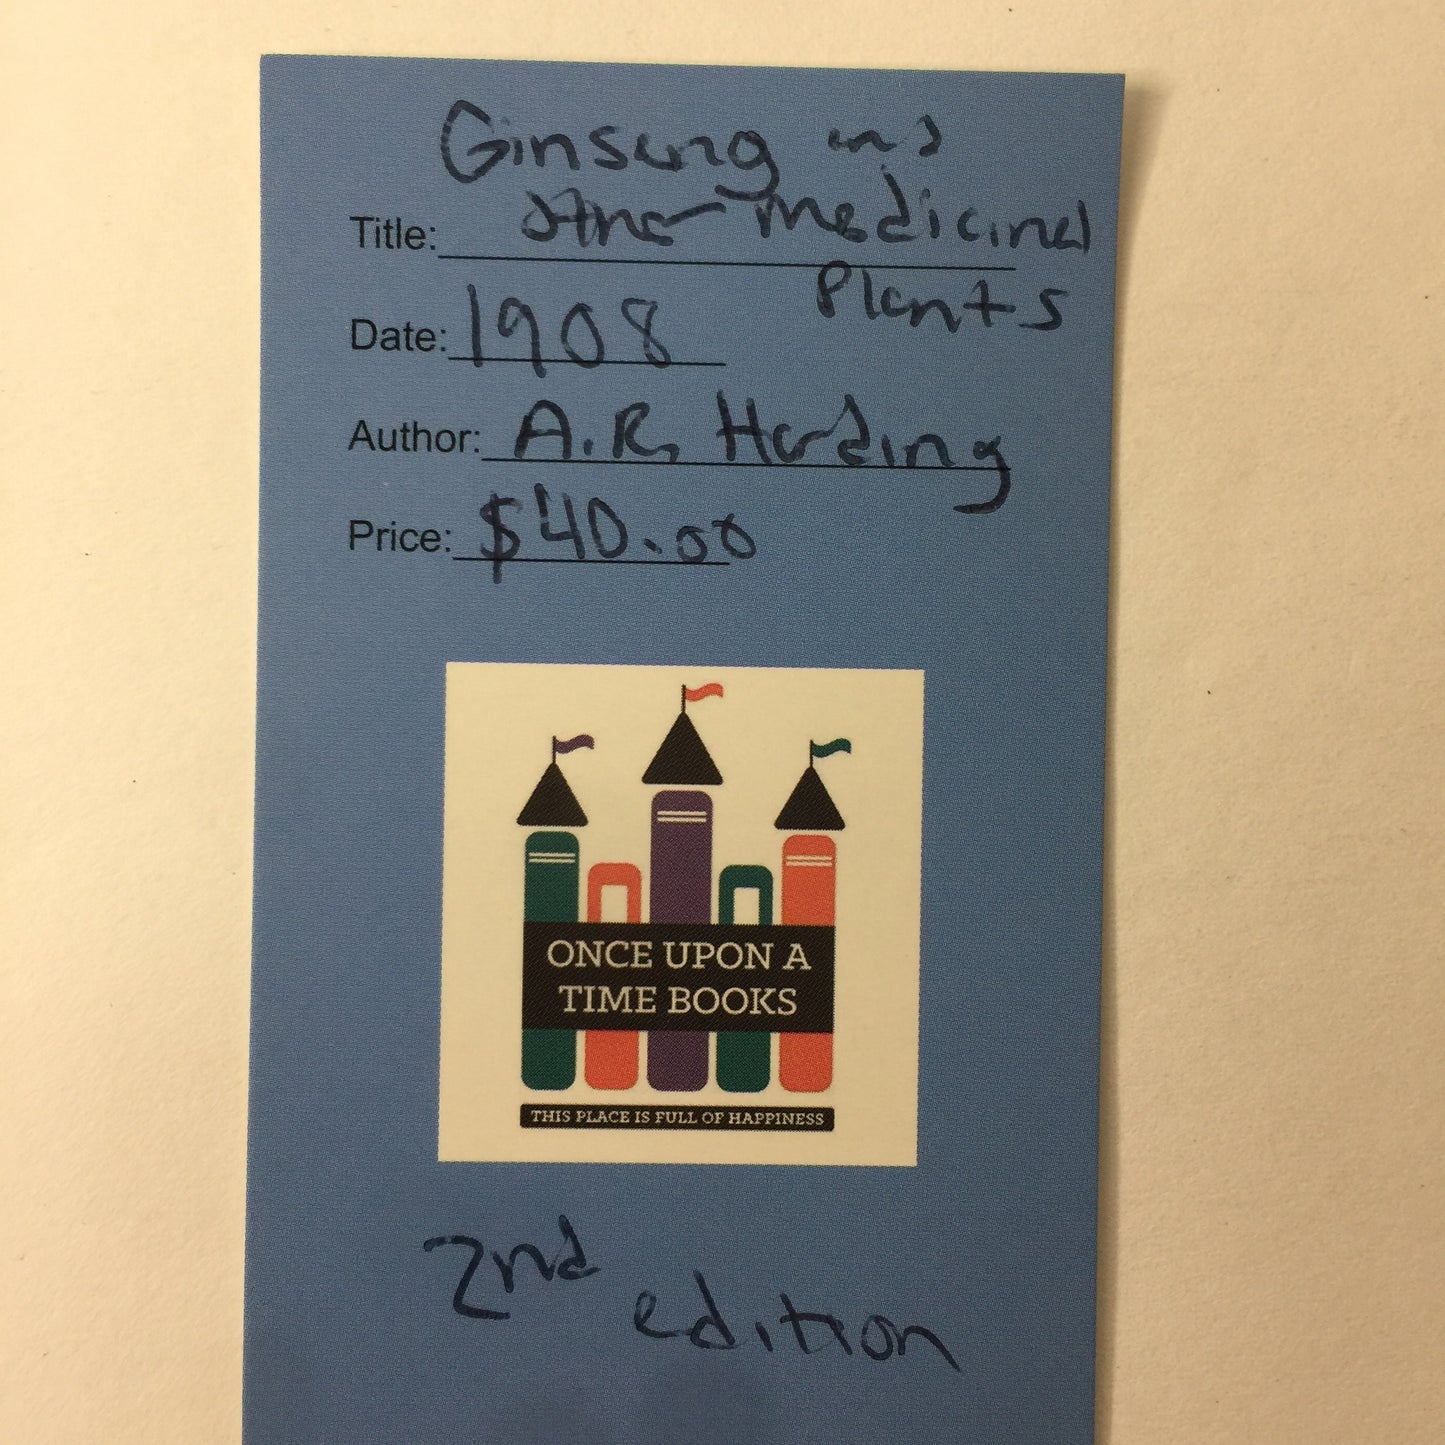 Ginseng and
Title: other medicinal
Plants
Date: 1908
Author: A.R. Harding
Price: $40.00
ONCE UPON A
TIME BOOKS
THIS PLACE IS FULL OF HAPPINESS
2nd edition